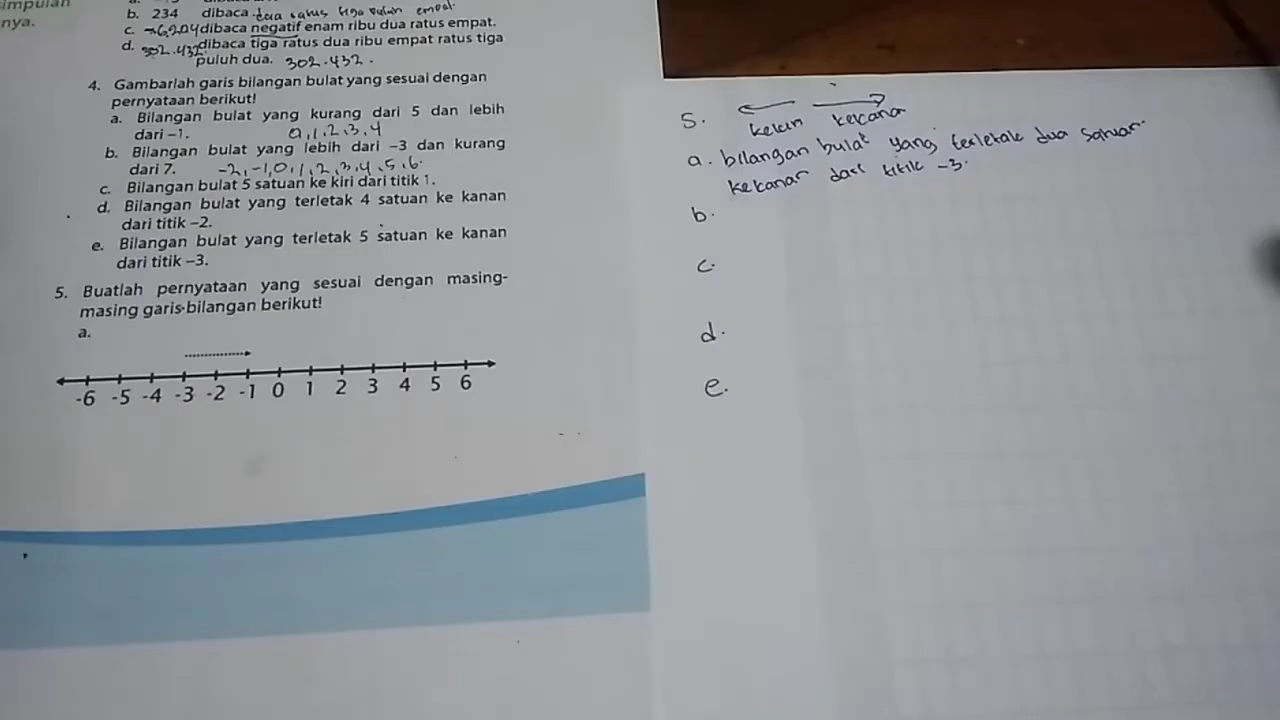 simpulan
nya.
b. 234 dibaca dua ratus tiga puluh empat.
c. -6.204 dibaca negatif enam ribu dua ratus empat.
d. 302.432 dibaca tiga ratus dua ribu empat ratus tiga
puluh dua. 302.432.
4. Gambarlah garis bilangan bulat yang sesuai dengan
pernyataan berikut!
a. Bilangan bulat yang kurang dari 5 dan lebih
dari −1. 0,1,2,3,4
b. Bilangan bulat yang lebih dari −3 dan kurang
dari 7. -2,-1,0,1,2,3,4,5,6.
c. Bilangan bulat 5 satuan ke kiri dari titik 1.
d. Bilangan bulat yang terletak 4 satuan ke kanan
dari titik −2.
e. Bilangan bulat yang terletak 5 satuan ke kanan
dari titik −3.
5. Buatlah pernyataan yang sesuai dengan masing-
masing garis bilangan berikut!
a.
-6 -5 -4 -3 -2 -1 0 1 2 3 4 5 6
5.
kekiri kekanan
a. bilangan bulat yang terletak dua satuan
kekanan dari titik -3.
b.
c.
d.
e.